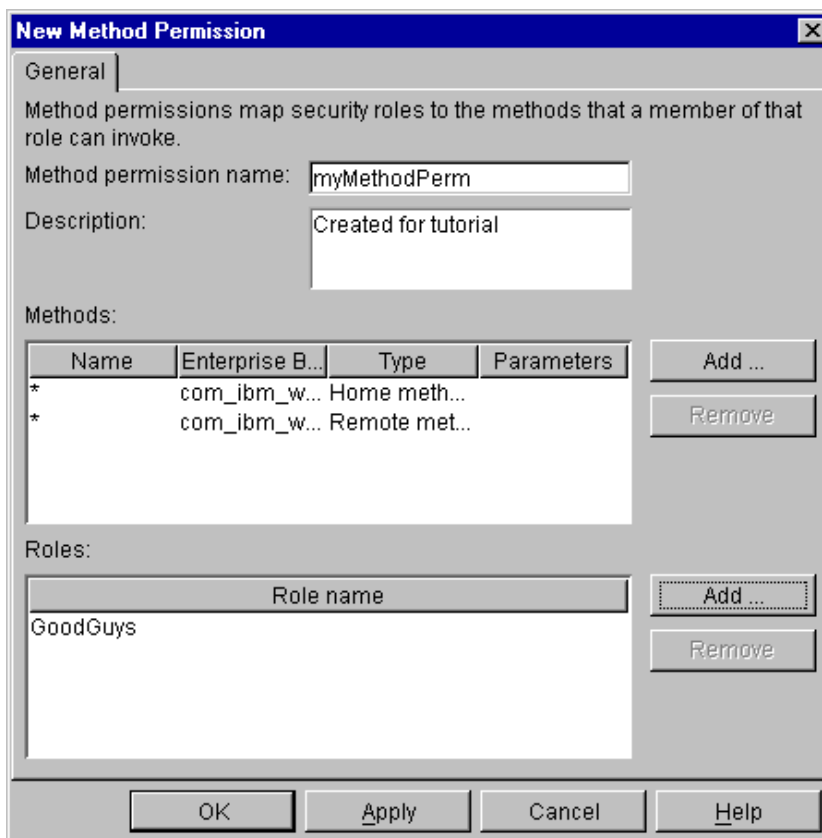 New Method Permission
General
Method permissions map security roles to the methods that a member of that
role can invoke.
Method permission name: myMethodPerm
Description: Created for tutorial
Methods:
Name Enterprise B... Type Parameters Add ...
* com_ibm_w... Home meth...
* com_ibm_w... Remote met... Remove
Roles:
Role name Add ...
GoodGuys Remove
OK Apply Cancel Help